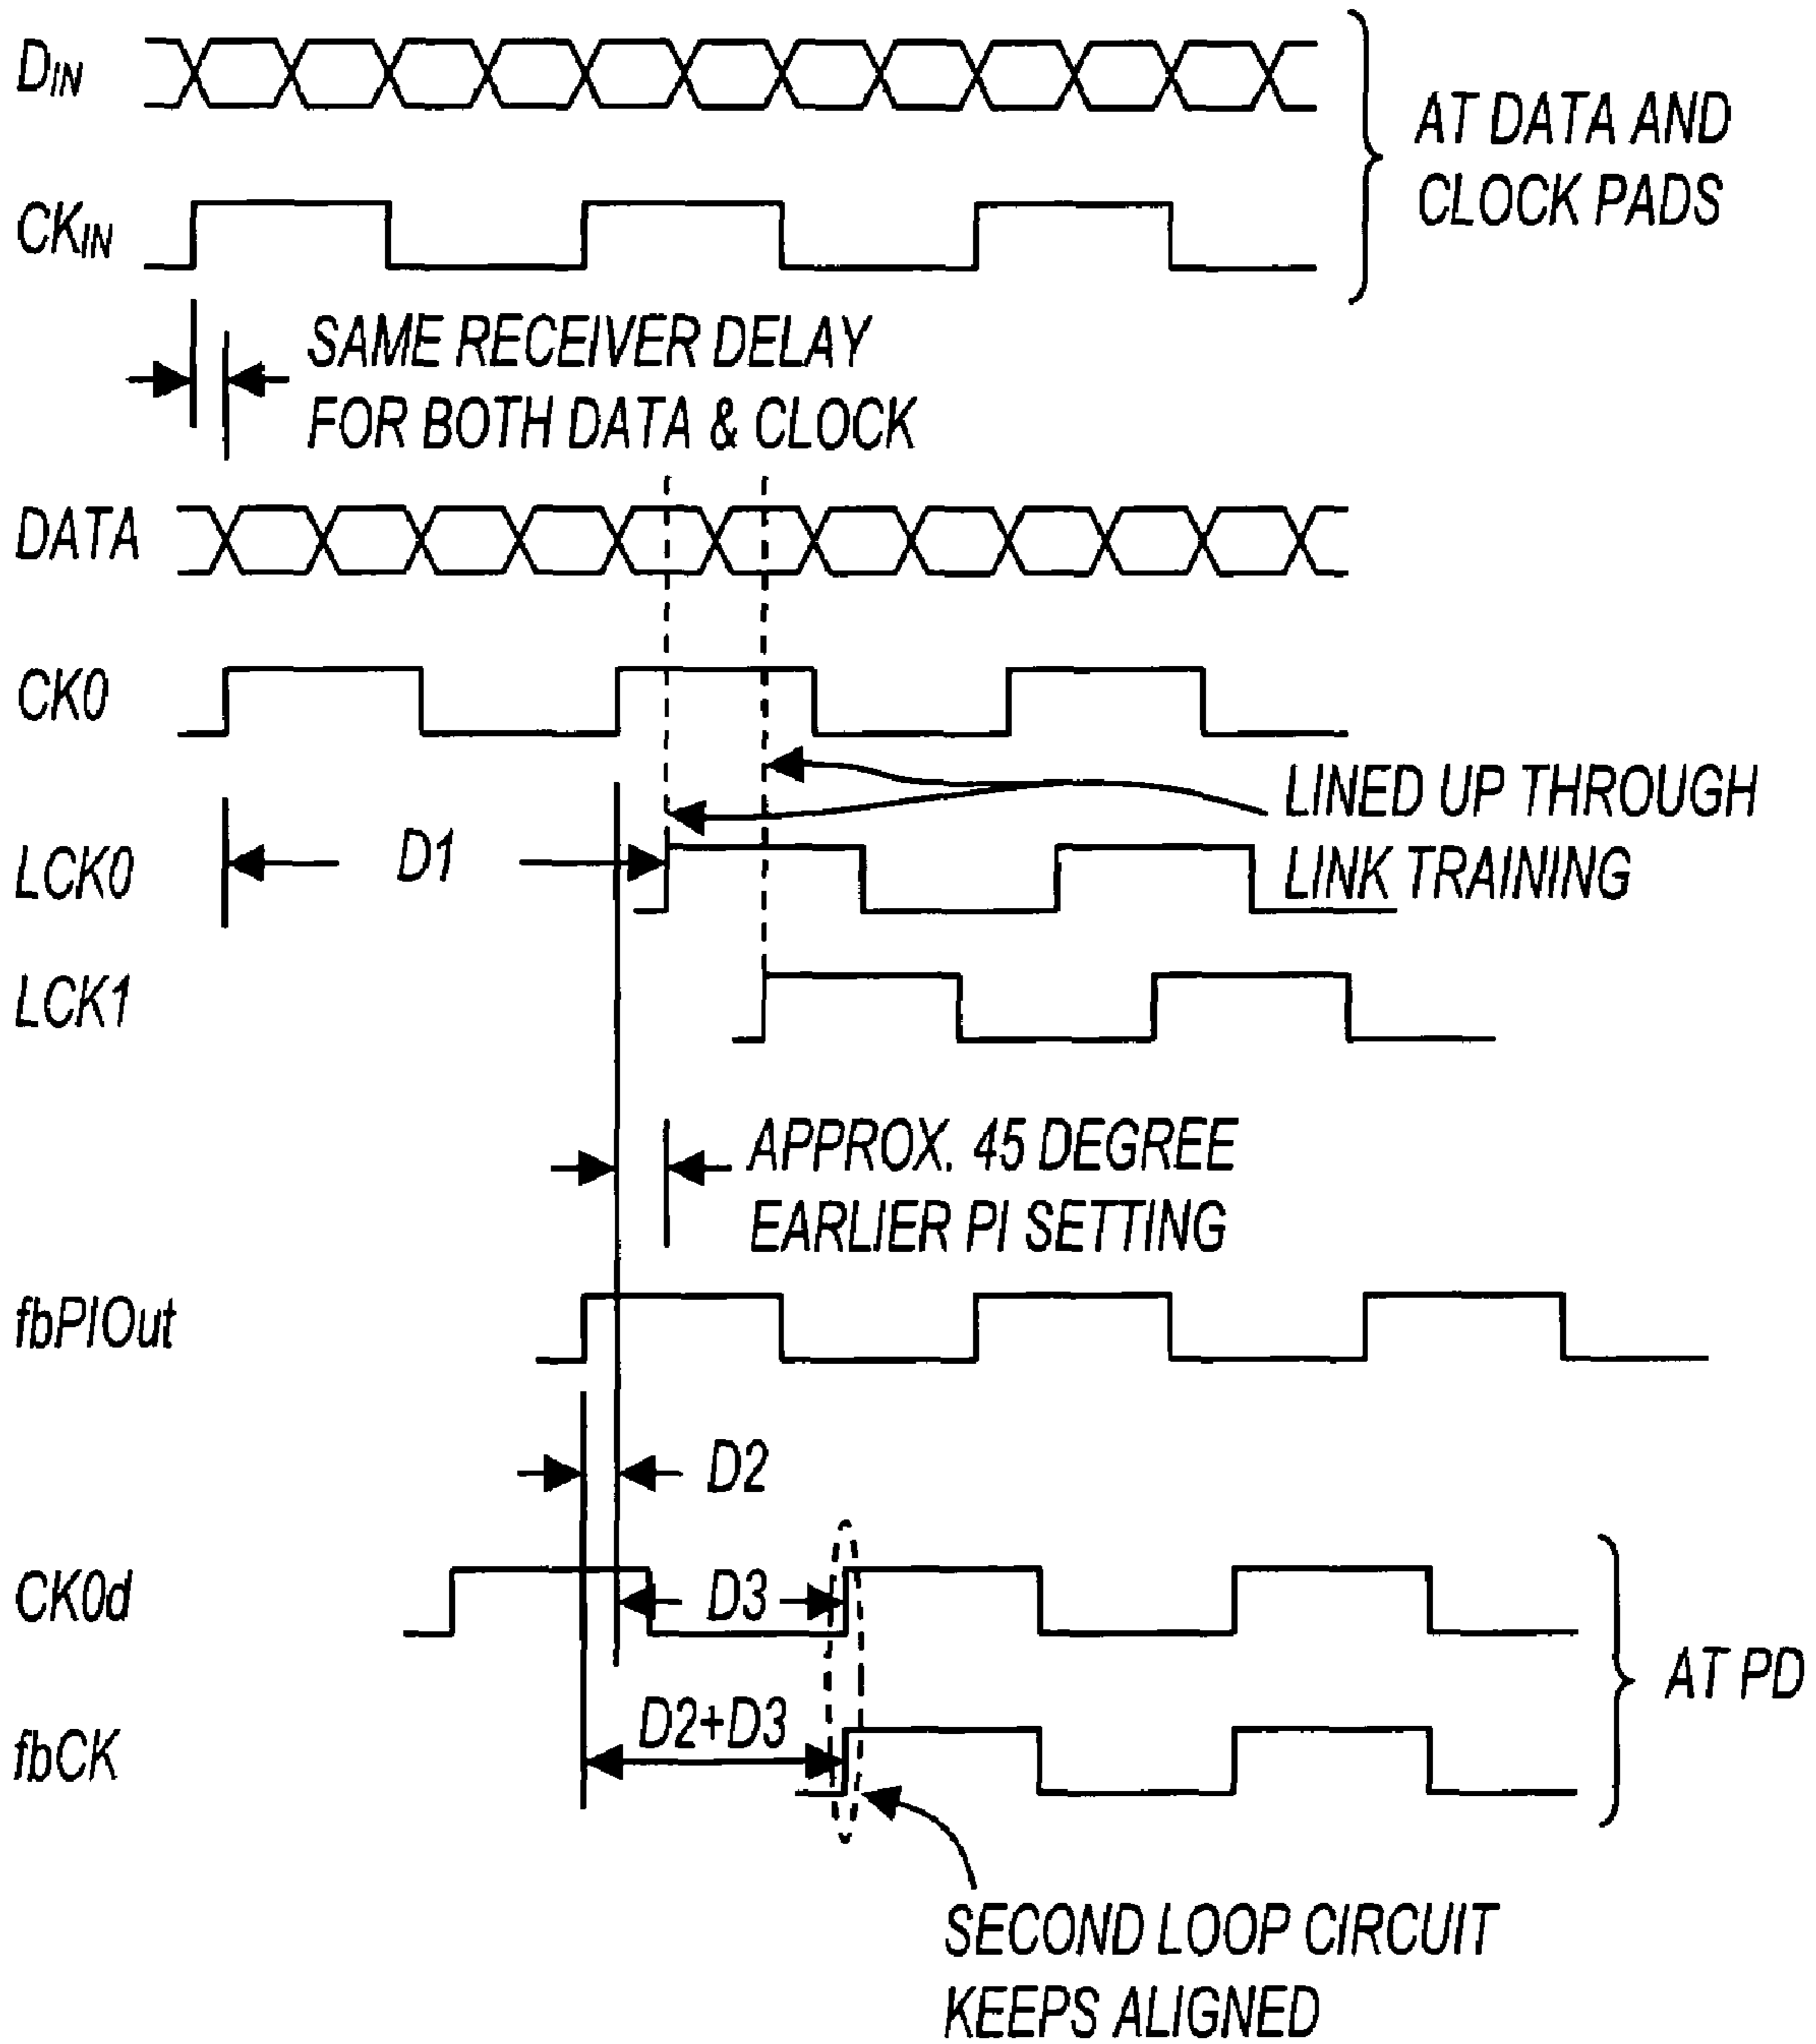 DIN
AT DATA AND
CLOCK PADS
CKIN
SAME RECEIVER DELAY
FOR BOTH DATA & CLOCK
DATA
CK0
LINED UP THROUGH
LINK TRAINING
LCK0
D1
LCK1
APPROX. 45 DEGREE
EARLIER PI SETTING
fbPIOut
D2
CK0d
D3
AT PD
D2+D3
fbCK
SECOND LOOP CIRCUIT
KEEPS ALIGNED